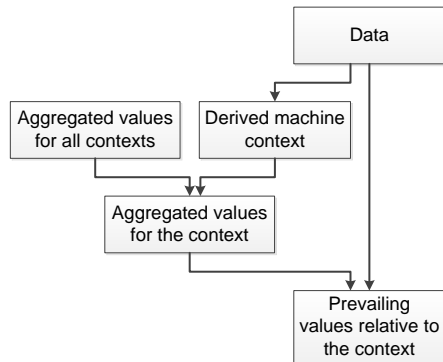 Data
Aggregated values
for all contexts
Derived machine
context
Aggregated values
for the context
Prevailing
values relative to
the context